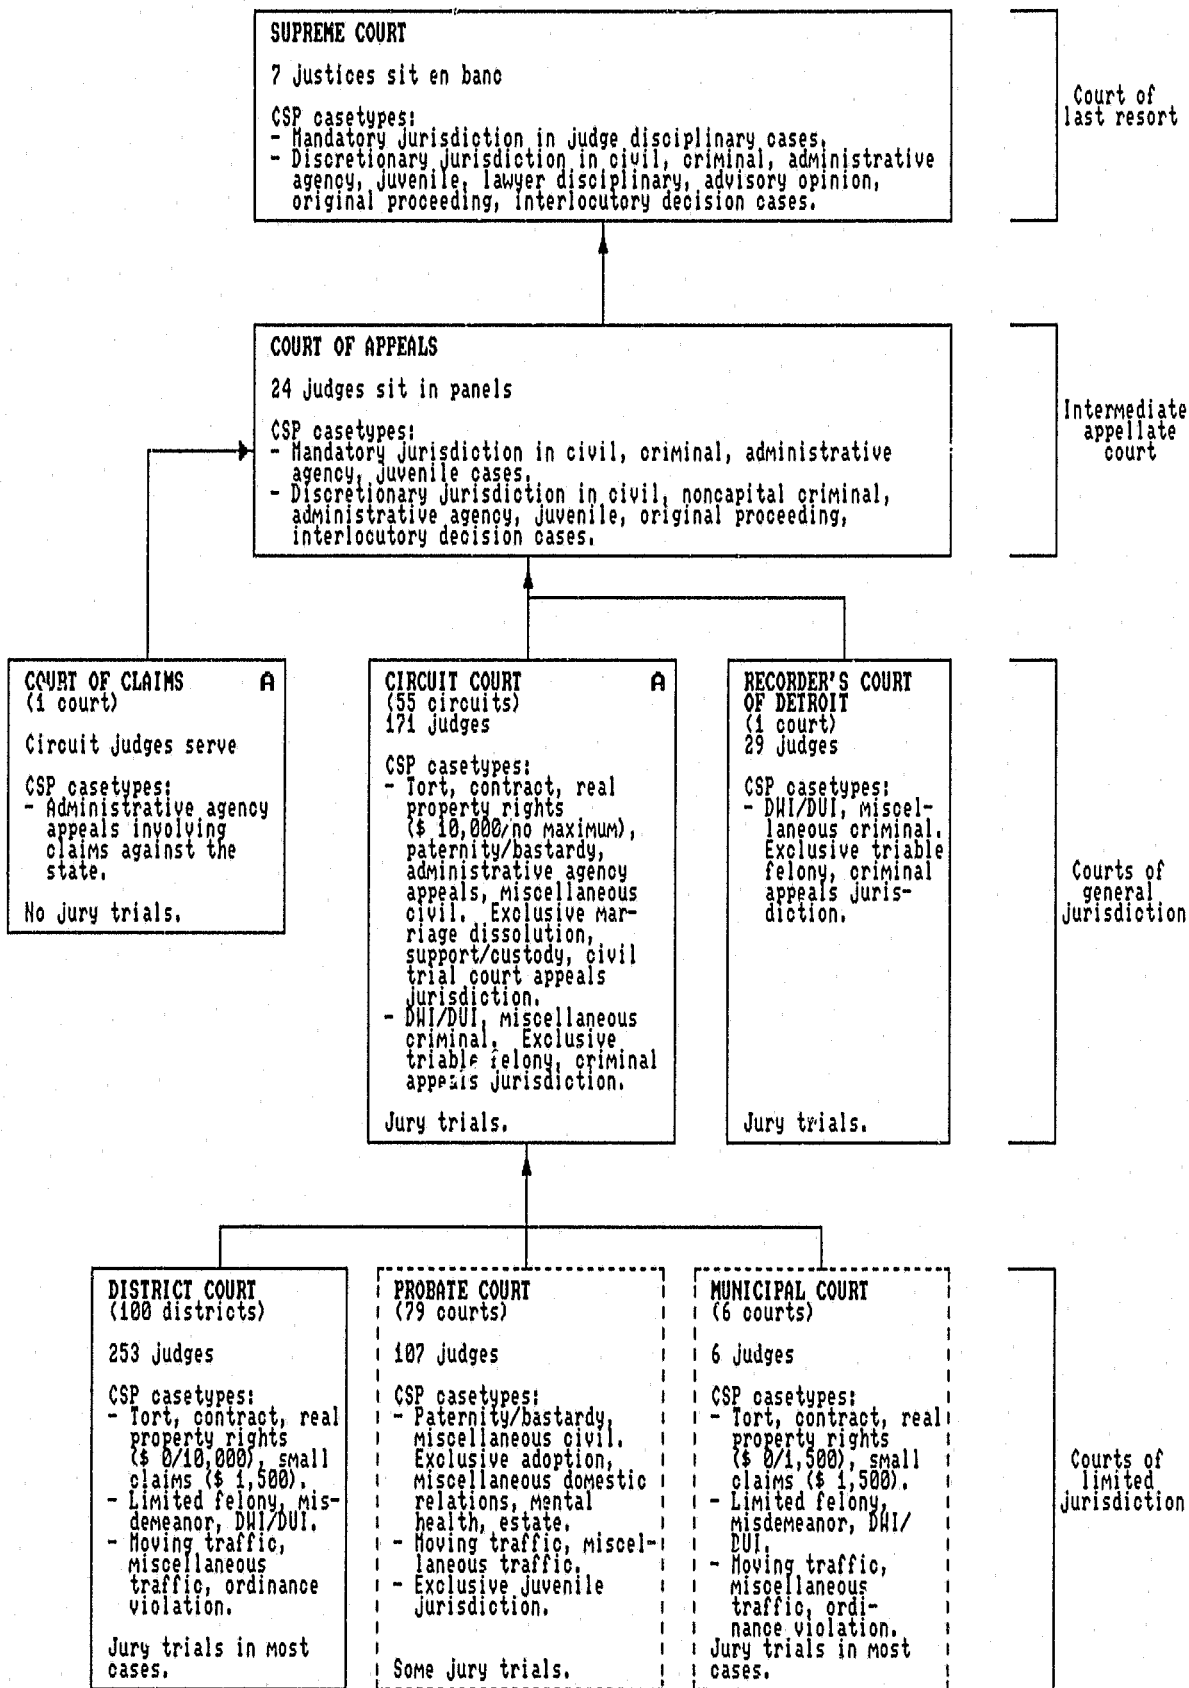 SUPREME COURT
7 justices sit en banc
CSP casetypes:
- Mandatory jurisdiction in judge disciplinary cases.
- Discretionary jurisdiction in civil, criminal, administrative
agency, juvenile, lawyer disciplinary, advisory opinion,
original proceeding, interlocutory decision cases.
Court of
last resort
COURT OF APPEALS
24 judges sit in panels
CSP casetypes:
- Mandatory jurisdiction in civil, criminal, administrative
agency, juvenile cases.
- Discretionary jurisdiction in civil, noncapital criminal,
administrative agency, juvenile, original proceeding,
interlocutory decision cases.
Intermediate
appellate
court
COURT OF CLAIMS A
(1 court)
Circuit judges serve
CSP casetypes:
- Administrative agency
appeals involving
claims against the
state.
No jury trials.
CIRCUIT COURT A
(55 circuits)
171 judges
CSP casetypes:
- Tort, contract, real
property rights
($ 10,000/no maximum),
paternity/bastardy,
administrative agency
appeals, miscellaneous
civil. Exclusive mar-
riage dissolution,
support/custody, civil
trial court appeals
jurisdiction.
- DWI/DUI, miscellaneous
criminal. Exclusive
triable felony, criminal
appeals jurisdiction.
Jury trials.
RECORDER'S COURT
OF DETROIT
(1 court)
29 judges
CSP casetypes:
- DWI/DUI, miscel-
laneous criminal.
Exclusive triable
felony, criminal
appeals juris-
diction.
Jury trials.
Courts of
general
jurisdiction
DISTRICT COURT
(100 districts)
253 judges
CSP casetypes:
- Tort, contract, real
property rights
($ 0/10,000), small
claims ($ 1,500).
- Limited felony, mis-
demeanor, DWI/DUI.
- Moving traffic,
miscellaneous
traffic, ordinance
violation.
Jury trials in most
cases.
PROBATE COURT
(79 courts)
107 judges
CSP casetypes:
- Paternity/bastardy,
miscellaneous civil.
Exclusive adoption,
miscellaneous domestic
relations, mental
health, estate.
- Moving traffic, miscel-
laneous traffic.
- Exclusive juvenile
jurisdiction.
Some jury trials.
MUNICIPAL COURT
(6 courts)
6 judges
CSP casetypes:
- Tort, contract, real
property rights
($ 0/1,500), small
claims ($ 1,500).
- Limited felony,
misdemeanor, DWI/
DUI.
- Moving traffic,
miscellaneous
traffic, ordi-
nance violation.
Jury trials in most
cases.
Courts of
limited
jurisdiction